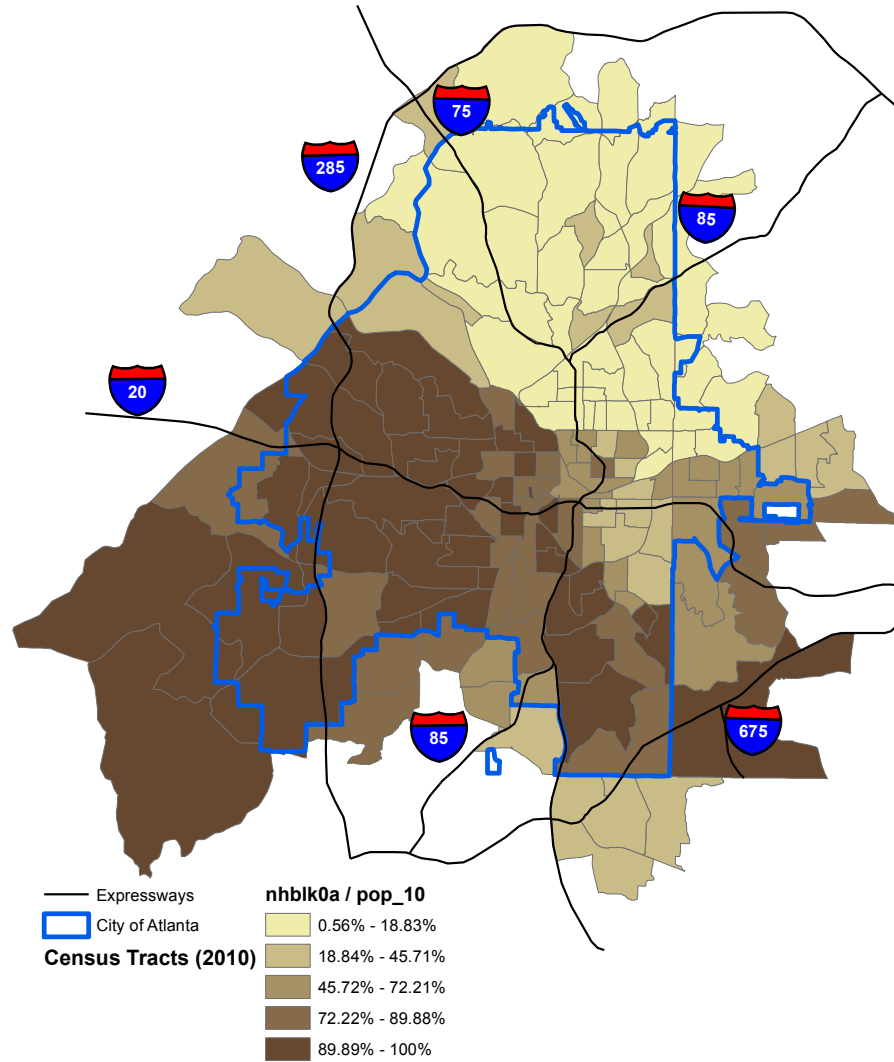 75
285
85
20
85
675
Expressways
City of Atlanta
Census Tracts (2010)
nhblk0a / pop_10
0.56% - 18.83%
18.84% - 45.71%
45.72% - 72.21%
72.22% - 89.88%
89.89% - 100%